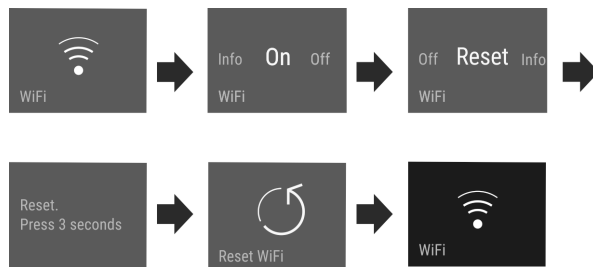 WiFi
Info On Off
WiFi
Off Reset Info
WiFi
Reset.
Press 3 seconds
Reset WiFi
WiFi